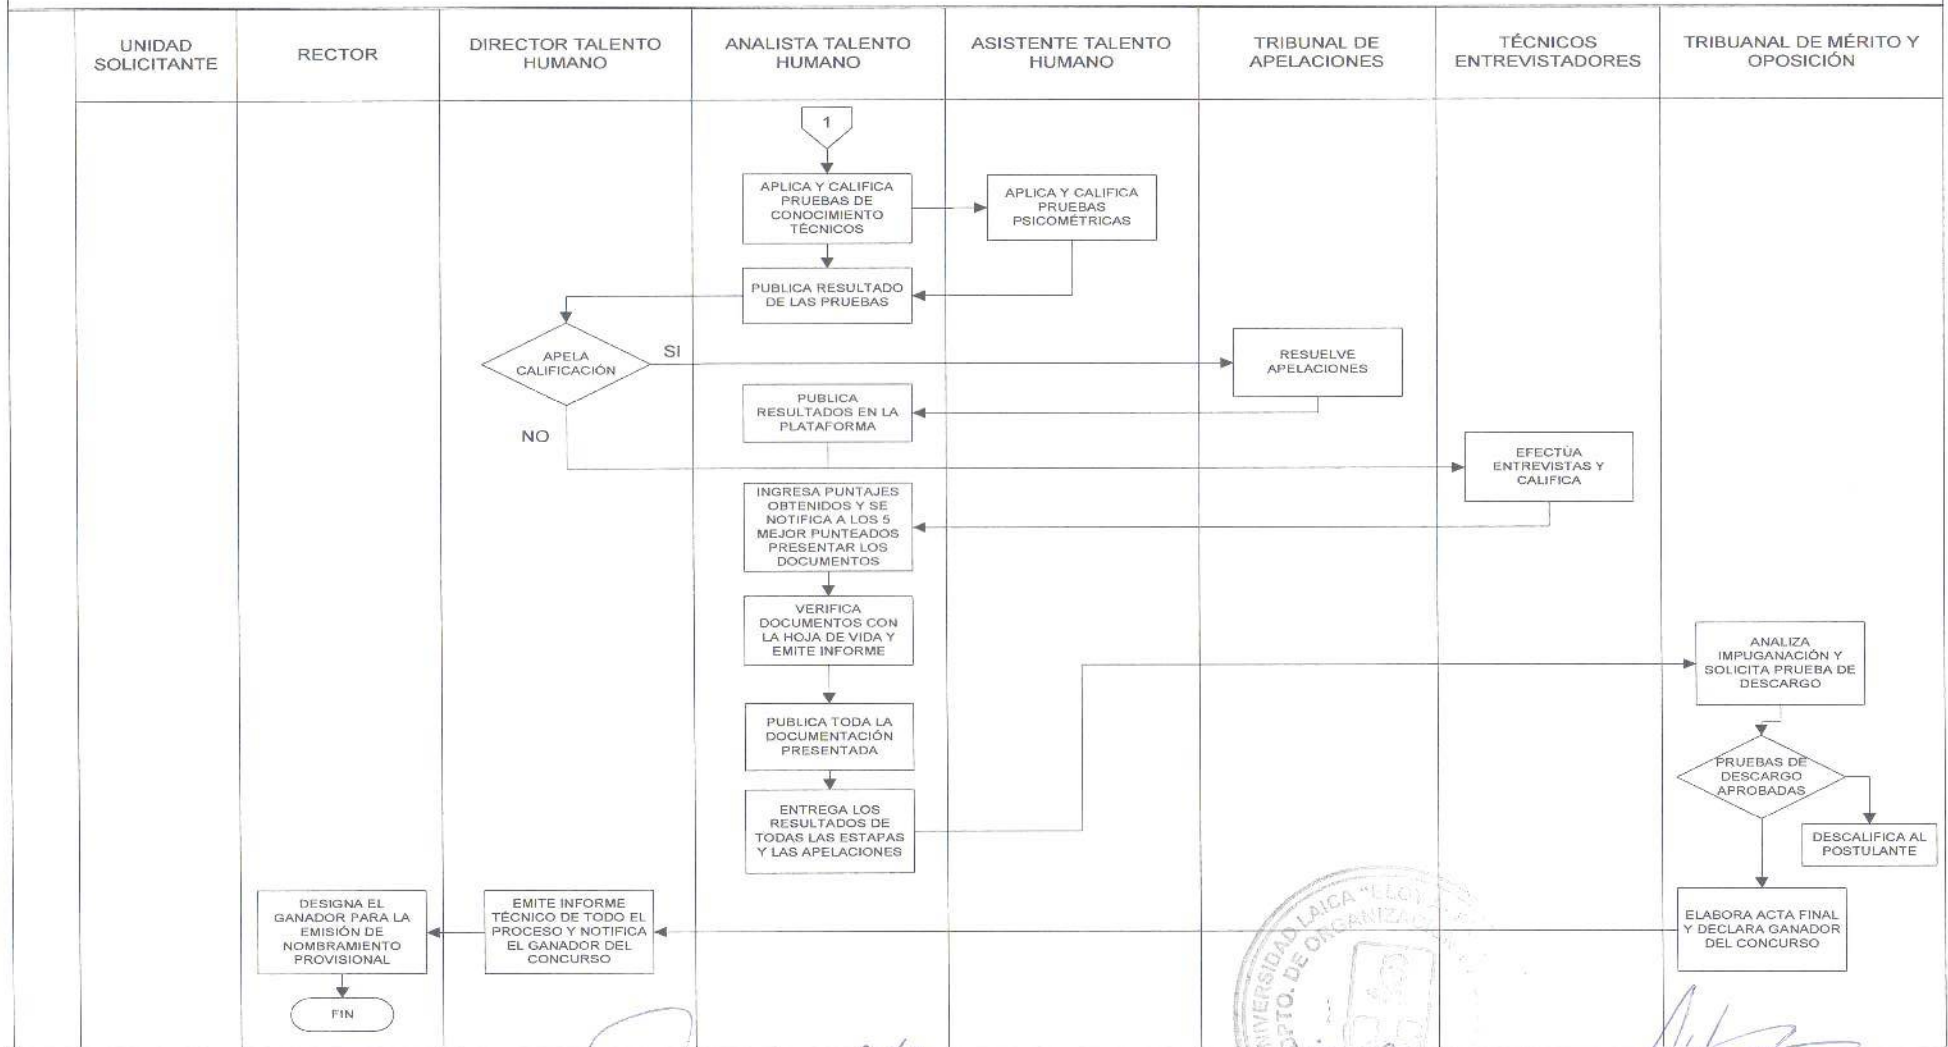 UNIDAD
SOLICITANTE
RECTOR
DIRECTOR TALENTO
HUMANO
ANALISTA TALENTO
HUMANO
ASISTENTE TALENTO
HUMANO
TRIBUNAL DE
APELACIONES
TÉCNICOS
ENTREVISTADORES
TRIBUANAL DE MÉRITO Y
OPOSICIÓN
1
APLICA Y CALIFICA
PRUEBAS DE
CONOCIMIENTO
TÉCNICOS
APLICA Y CALIFICA
PRUEBAS
PSICOMÉTRICAS
PUBLICA RESULTADO
DE LAS PRUEBAS
APELA
CALIFICACIÓN
SI
RESUELVE
APELACIONES
PUBLICA
RESULTADOS EN LA
PLATAFORMA
NO
EFECTÚA
ENTREVISTAS Y
CALIFICA
INGRESA PUNTAJES
OBTENIDOS Y SE
NOTIFICA A LOS 5
MEJOR PUNTEADOS
PRESENTAR LOS
DOCUMENTOS
VERIFICA
DOCUMENTOS CON
LA HOJA DE VIDA Y
EMITE INFORME
ANALIZA
IMPUGANACIÓN Y
SOLICITA PRUEBA DE
DESCARGO
PUBLICA TODA LA
DOCUMENTACIÓN
PRESENTADA
PRUEBAS DE
DESCARGO
APROBADAS
ENTREGA LOS
RESULTADOS DE
TODAS LAS ESTAPAS
Y LAS APELACIONES
DESCALIFICA AL
POSTULANTE
DESIGNA EL
GANADOR PARA LA
EMISIÓN DE
NOMBRAMIENTO
PROVISIONAL
EMITE INFORME
TÉCNICO DE TODO EL
PROCESO Y NOTIFICA
EL GANADOR DEL
CONCURSO
ELABORA ACTA FINAL
Y DECLARA GANADOR
DEL CONCURSO
FIN
UNIVERSIDAD LAICA
DPTO. DE